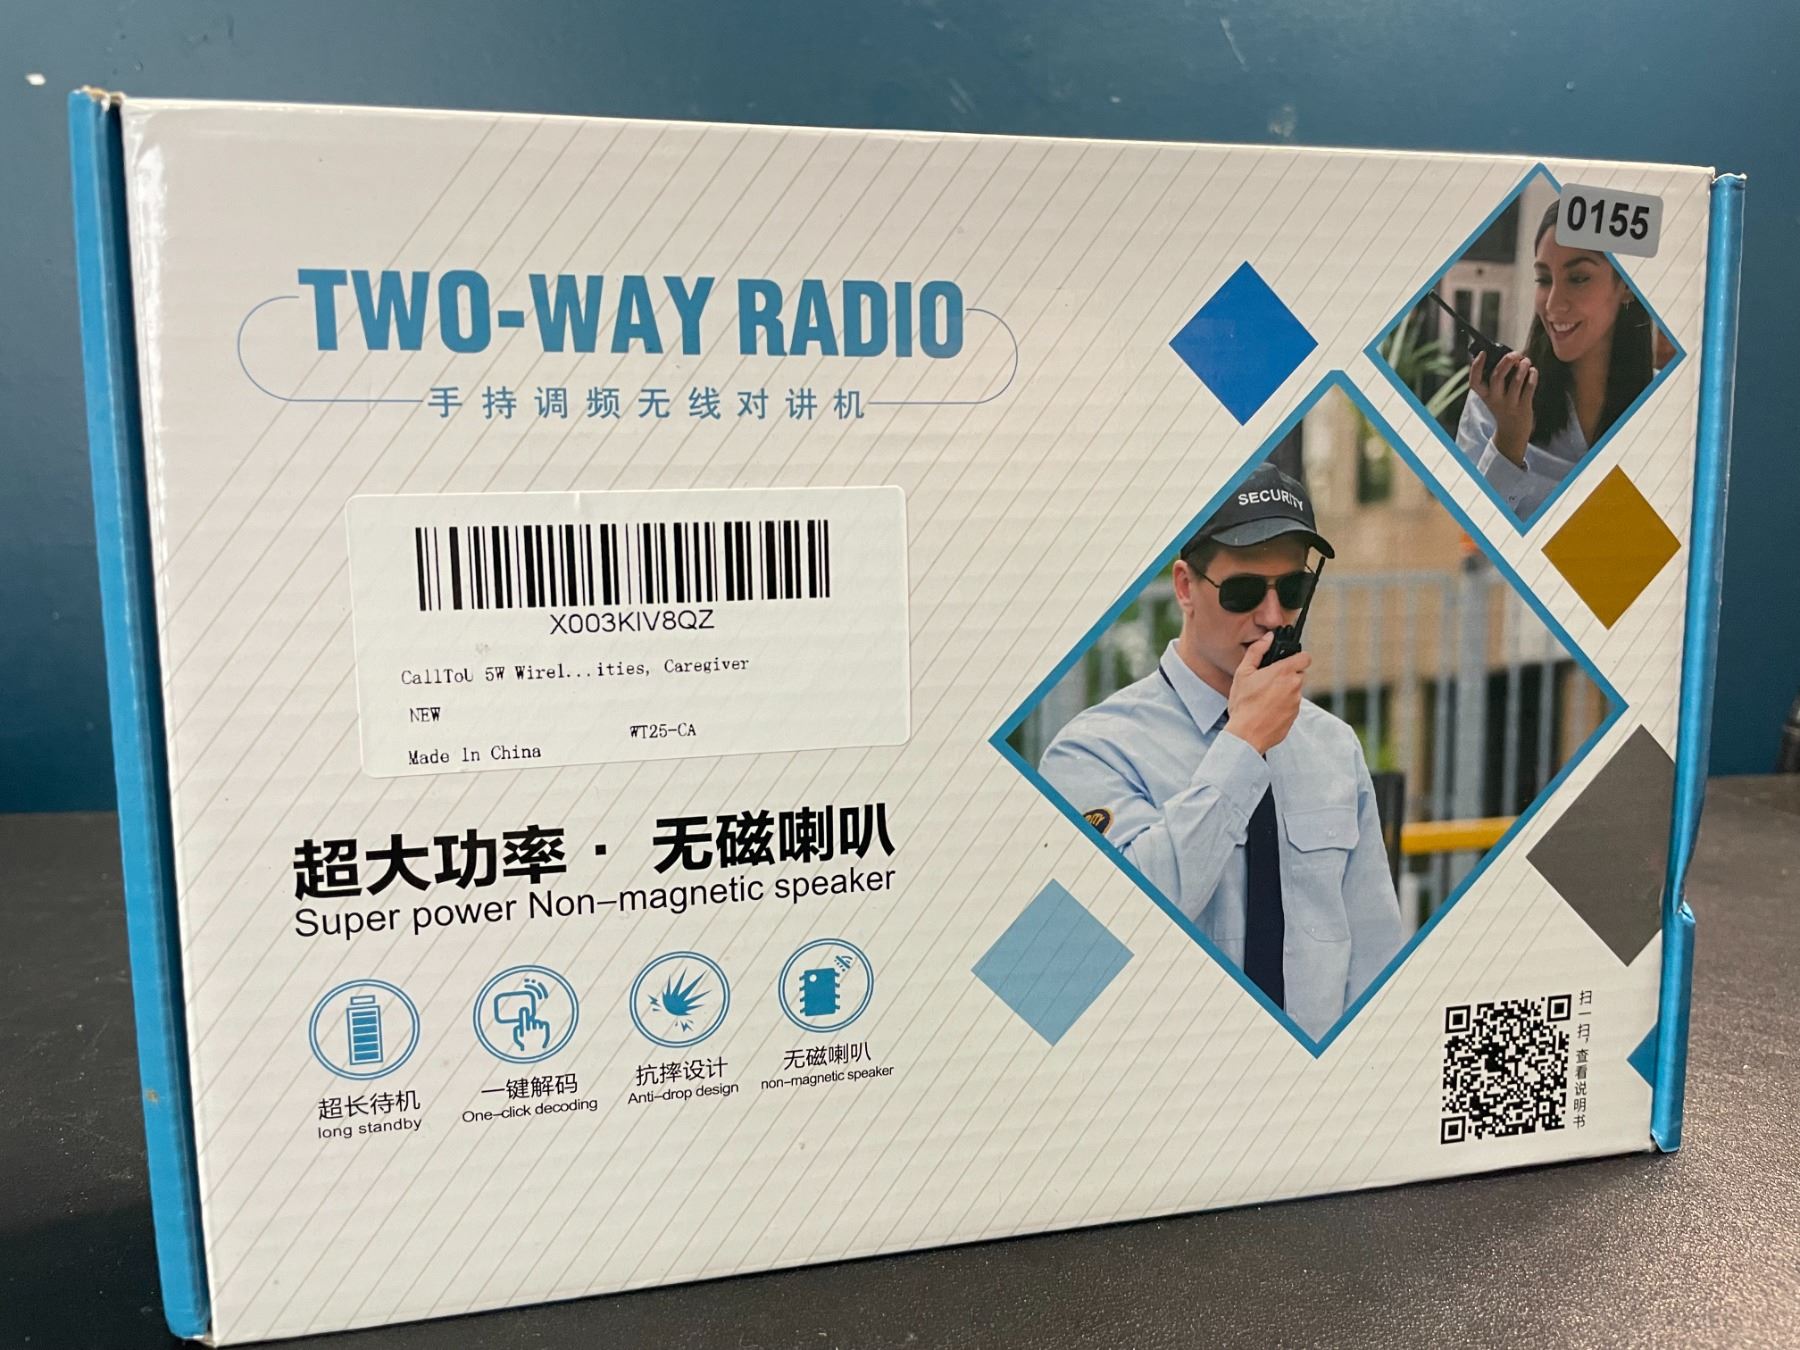 0155
TWO-WAY RADIO
手持调频无线对讲机
SECURITY
X003KIV8QZ
CallToU 5W Wirel...ities, Caregiver
NEW
WT25-CA
Made In China
超大功率 · 无磁喇叭
Super power Non-magnetic speaker
超长待机
long standby
一键解码
One-click decoding
抗摔设计
Anti-drop design
无磁喇叭
non-magnetic speaker
扫一扫，查看说明书